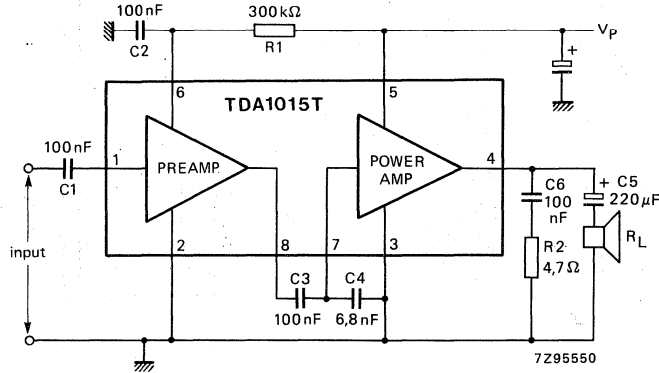 100nF
C2
300kΩ
R1
VP
+
6
5
TDA1015T
100nF
C1
1
PREAMP
POWER
AMP
4
C6
100
nF
+ C5
220µF
input
2
8
7
3
R2
4,7Ω
RL
C3
100nF
C4
6,8nF
7Z95550